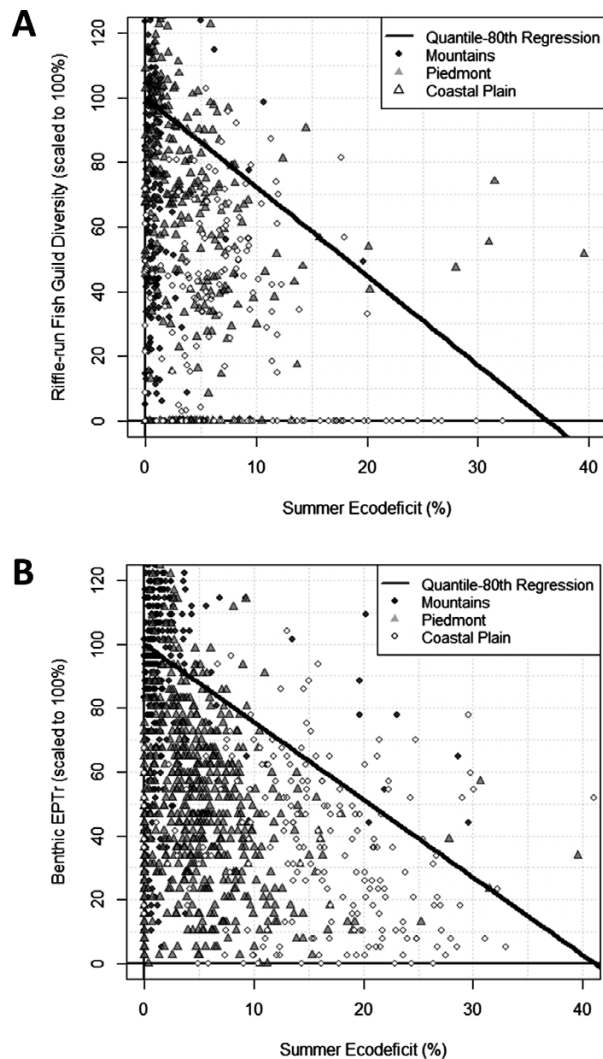 A
Riffle-run Fish Guild Diversity (scaled to 100%)
120
100
80
60
40
20
0
Quantile-80th Regression
Mountains
Piedmont
Coastal Plain
0 10 20 30 40
Summer Ecodeficit (%)
B
Benthic EPTr (scaled to 100%)
120
100
80
60
40
20
0
Quantile-80th Regression
Mountains
Piedmont
Coastal Plain
0 10 20 30 40
Summer Ecodeficit (%)